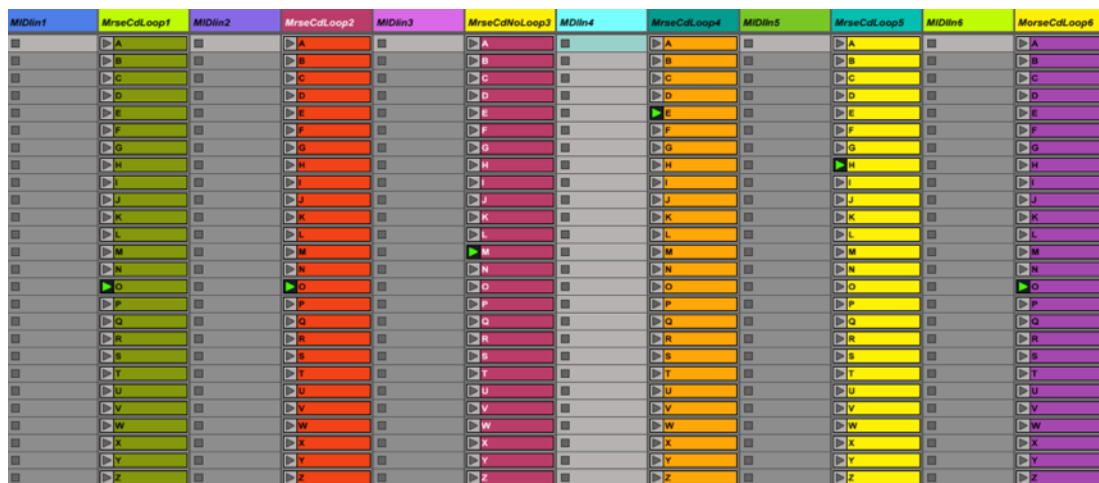 MIDIin1 MrseCdLoop1 MIDIin2 MrseCdLoop2 MIDIin3 MrseCdNoLoop3 MIDIIn4 MrseCdLoop4 MIDIIn5 MrseCdLoop5 MIDIIn6 MorseCdLoop6
A A A A A A
B B B B B B
C C C C C C
D D D D D D
E E E E E E
F F F F F F
G G G G G G
H H H H H H
I I I I I I
J J J J J J
K K K K K K
L L L L L L
M M M M M M
N N N N N N
O O O O O O
P P P P P P
Q Q Q Q Q Q
R R R R R R
S S S S S S
T T T T T T
U U U U U U
V V V V V V
W W W W W W
X X X X X X
Y Y Y Y Y Y
Z Z Z Z Z Z